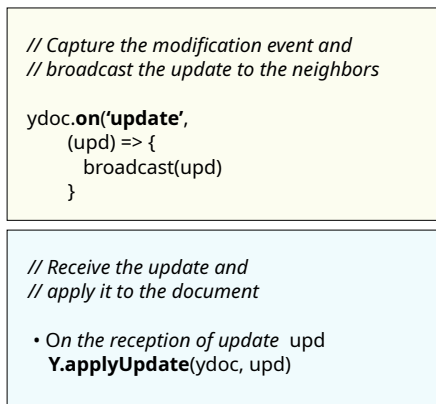 // Capture the modification event and
// broadcast the update to the neighbors
ydoc.on(‘update’,
(upd) => {
broadcast(upd)
}
// Receive the update and
// apply it to the document
• On the reception of update upd
Y.applyUpdate(ydoc, upd)